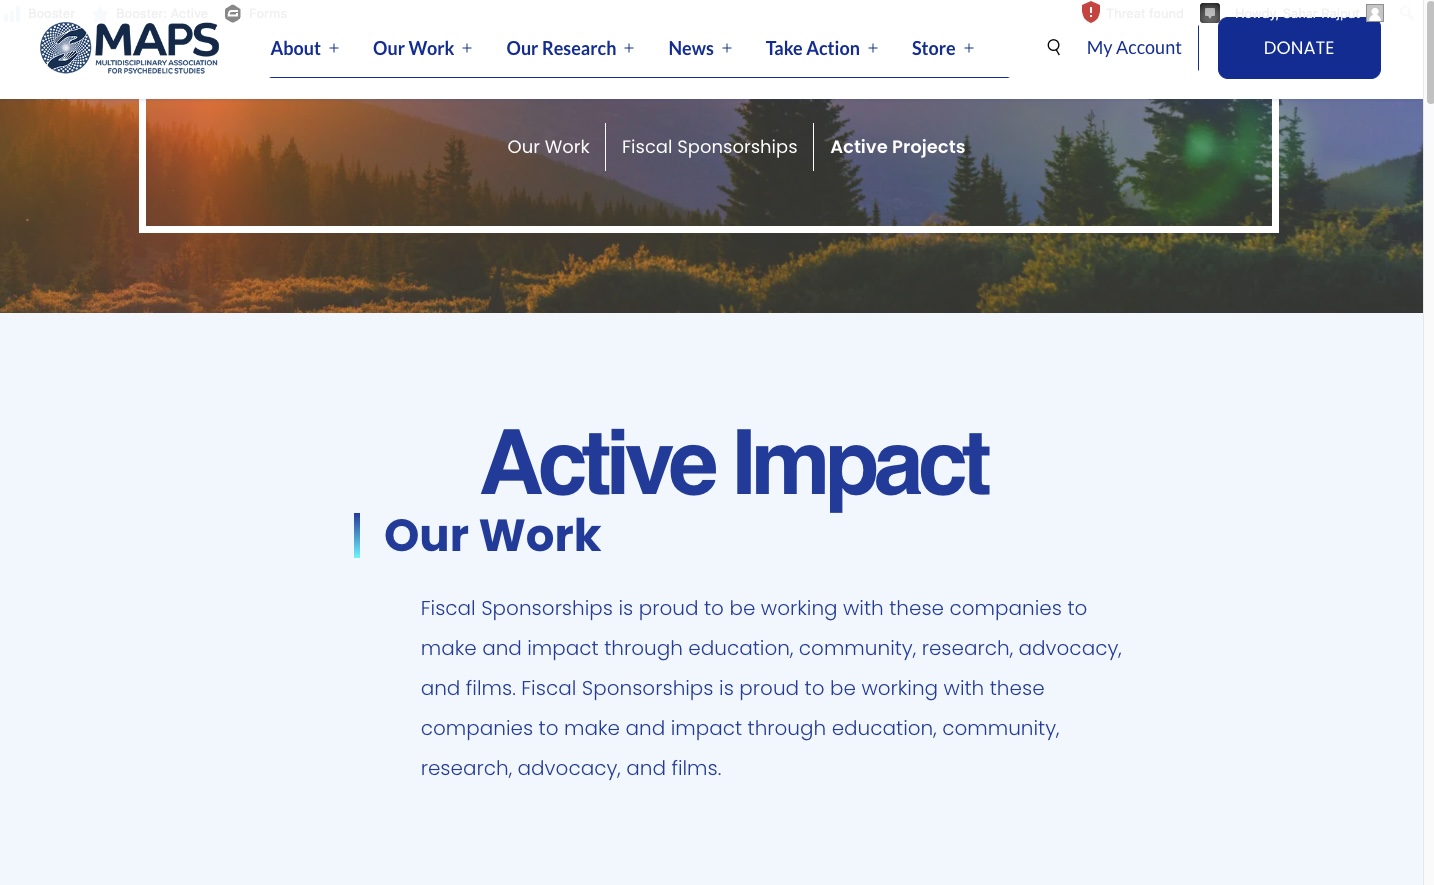 Booster
Booster: Active
Forms
Threat found
Howdy, Sahar Rajput
MAPS
MULTIDISCIPLINARY ASSOCIATION
FOR PSYCHEDELIC STUDIES
About +
Our Work +
Our Research +
News +
Take Action +
Store +
My Account
DONATE
Our Work
Fiscal Sponsorships
Active Projects
Active Impact
Our Work
Fiscal Sponsorships is proud to be working with these companies to
make and impact through education, community, research, advocacy,
and films. Fiscal Sponsorships is proud to be working with these
companies to make and impact through education, community,
research, advocacy, and films.